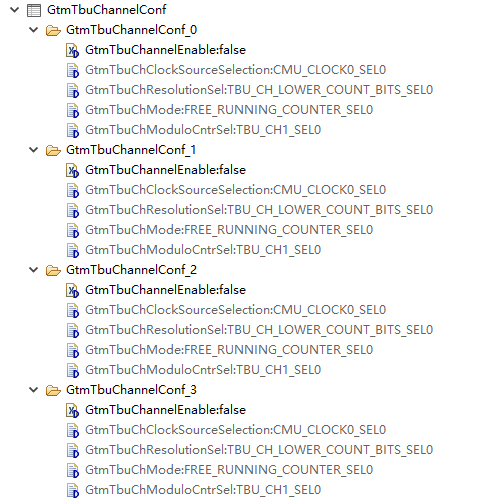 GtmTbuChannelConf
GtmTbuChannelConf_0
GtmTbuChannelEnable:false
GtmTbuChClockSourceSelection:CMU_CLOCK0_SEL0
GtmTbuChResolutionSel:TBU_CH_LOWER_COUNT_BITS_SEL0
GtmTbuChMode:FREE_RUNNING_COUNTER_SEL0
GtmTbuChModuloCntrSel:TBU_CH1_SEL0
GtmTbuChannelConf_1
GtmTbuChannelEnable:false
GtmTbuChClockSourceSelection:CMU_CLOCK0_SEL0
GtmTbuChResolutionSel:TBU_CH_LOWER_COUNT_BITS_SEL0
GtmTbuChMode:FREE_RUNNING_COUNTER_SEL0
GtmTbuChModuloCntrSel:TBU_CH1_SEL0
GtmTbuChannelConf_2
GtmTbuChannelEnable:false
GtmTbuChClockSourceSelection:CMU_CLOCK0_SEL0
GtmTbuChResolutionSel:TBU_CH_LOWER_COUNT_BITS_SEL0
GtmTbuChMode:FREE_RUNNING_COUNTER_SEL0
GtmTbuChModuloCntrSel:TBU_CH1_SEL0
GtmTbuChannelConf_3
GtmTbuChannelEnable:false
GtmTbuChClockSourceSelection:CMU_CLOCK0_SEL0
GtmTbuChResolutionSel:TBU_CH_LOWER_COUNT_BITS_SEL0
GtmTbuChMode:FREE_RUNNING_COUNTER_SEL0
GtmTbuChModuloCntrSel:TBU_CH1_SEL0